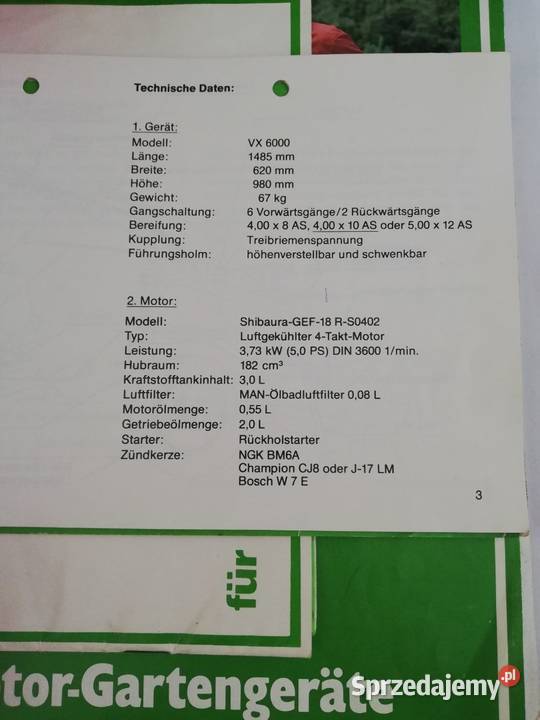 Technische Daten:
1. Gerät:
Modell: VX 6000
Länge: 1485 mm
Breite: 620 mm
Höhe: 980 mm
Gewicht: 67 kg
Gangschaltung: 6 Vorwärtsgänge/2 Rückwärtsgänge
Bereifung: 4,00 x 8 AS, 4,00 x 10 AS oder 5,00 x 12 AS
Kupplung: Treibriemenspannung
Führungsholm: höhenverstellbar und schwenkbar
2. Motor:
Modell: Shibaura-GEF-18 R-S0402
Typ: Luftgekühlter 4-Takt-Motor
Leistung: 3,73 kW (5,0 PS) DIN 3600 1/min.
Hubraum: 182 cm³
Kraftstofftankinhalt: 3,0 L
Luftfilter: MAN-Ölbadluftfilter 0,08 L
Motorölmenge: 0,55 L
Getriebeölmenge: 2,0 L
Starter: Rückholstarter
Zündkerze: NGK BM6A
Champion CJ8 oder J-17 LM
Bosch W 7 E
3
für
tor-Gartengeräte
Sprzedajemy.pl